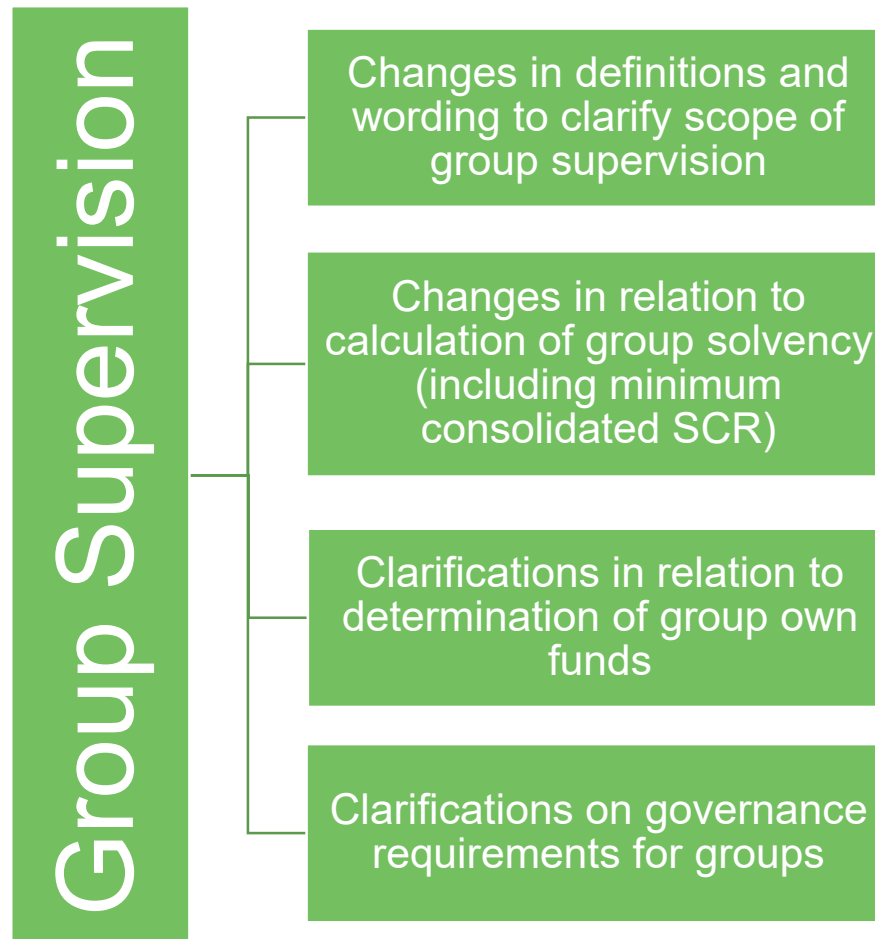 Group Supervision
Changes in definitions and
wording to clarify scope of
group supervision
Changes in relation to
calculation of group solvency
(including minimum
consolidated SCR)
Clarifications in relation to
determination of group own
funds
Clarifications on governance
requirements for groups